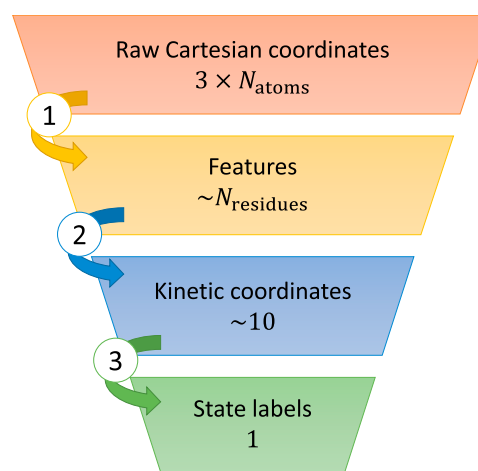 Raw Cartesian coordinates
3 × N_atoms
1
Features
~N_residues
2
Kinetic coordinates
~10
3
State labels
1